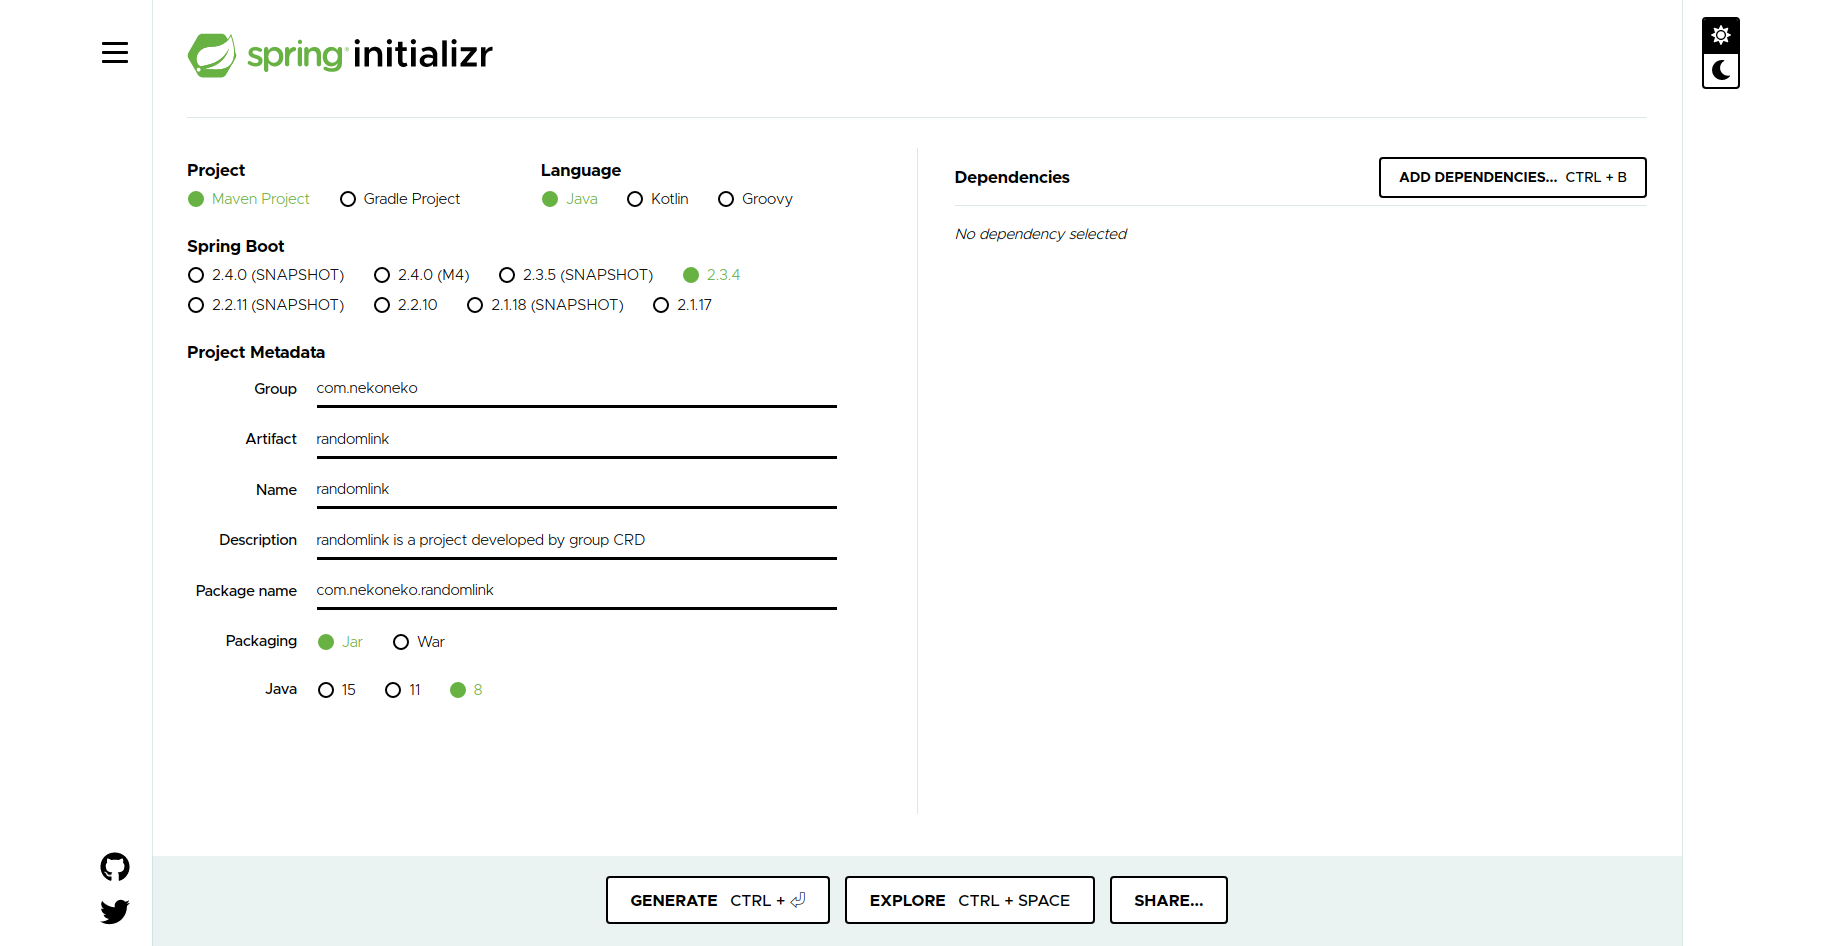 spring initializr
Project
Maven Project Gradle Project
Language
Java Kotlin Groovy
Spring Boot
2.4.0 (SNAPSHOT) 2.4.0 (M4) 2.3.5 (SNAPSHOT) 2.3.4
2.2.11 (SNAPSHOT) 2.2.10 2.1.18 (SNAPSHOT) 2.1.17
Project Metadata
Group com.nekoneko
Artifact randomlink
Name randomlink
Description randomlink is a project developed by group CRD
Package name com.nekoneko.randomlink
Packaging Jar War
Java 15 11 8
Dependencies ADD DEPENDENCIES... CTRL + B
No dependency selected
GENERATE CTRL + ⏎ EXPLORE CTRL + SPACE SHARE...